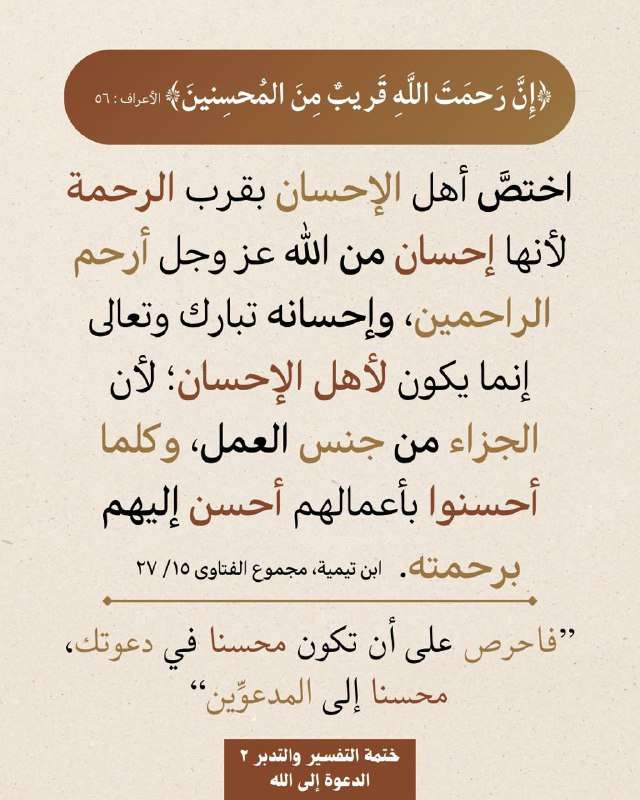 ﴿إِنَّ رَحمَتَ اللَّهِ قَريبٌ مِنَ المُحسِنينَ﴾ الأعراف : ٥٦
اختصَّ أهل الإحسان بقرب الرحمة
لأنها إحسان من الله عز وجل أرحم
الراحمين، وإحسانه تبارك وتعالى
إنما يكون لأهل الإحسان؛ لأن
الجزاء من جنس العمل، وكلما
أحسنوا بأعمالهم أحسن إليهم
برحمته. ابن تيمية، مجموع الفتاوى ١٥/ ٢٧
”فاحرص على أن تكون محسنا في دعوتك،
محسنا إلى المدعوِّين“
ختمة التفسير والتدبر ٢
الدعوة إلى الله